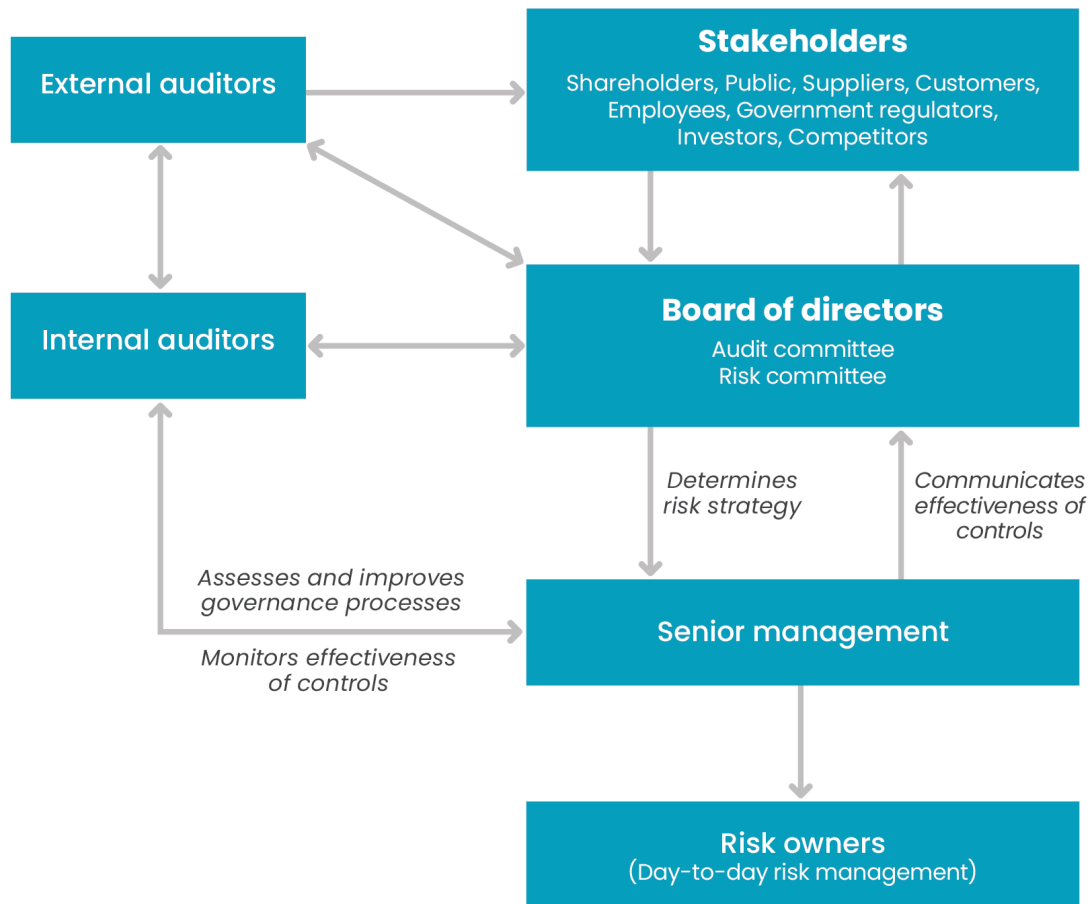 External auditors
Stakeholders
Shareholders, Public, Suppliers, Customers,
Employees, Government regulators,
Investors, Competitors
Internal auditors
Board of directors
Audit committee
Risk committee
Determines
risk strategy
Communicates
effectiveness of
controls
Assesses and improves
governance processes
Monitors effectiveness
of controls
Senior management
Risk owners
(Day-to-day risk management)